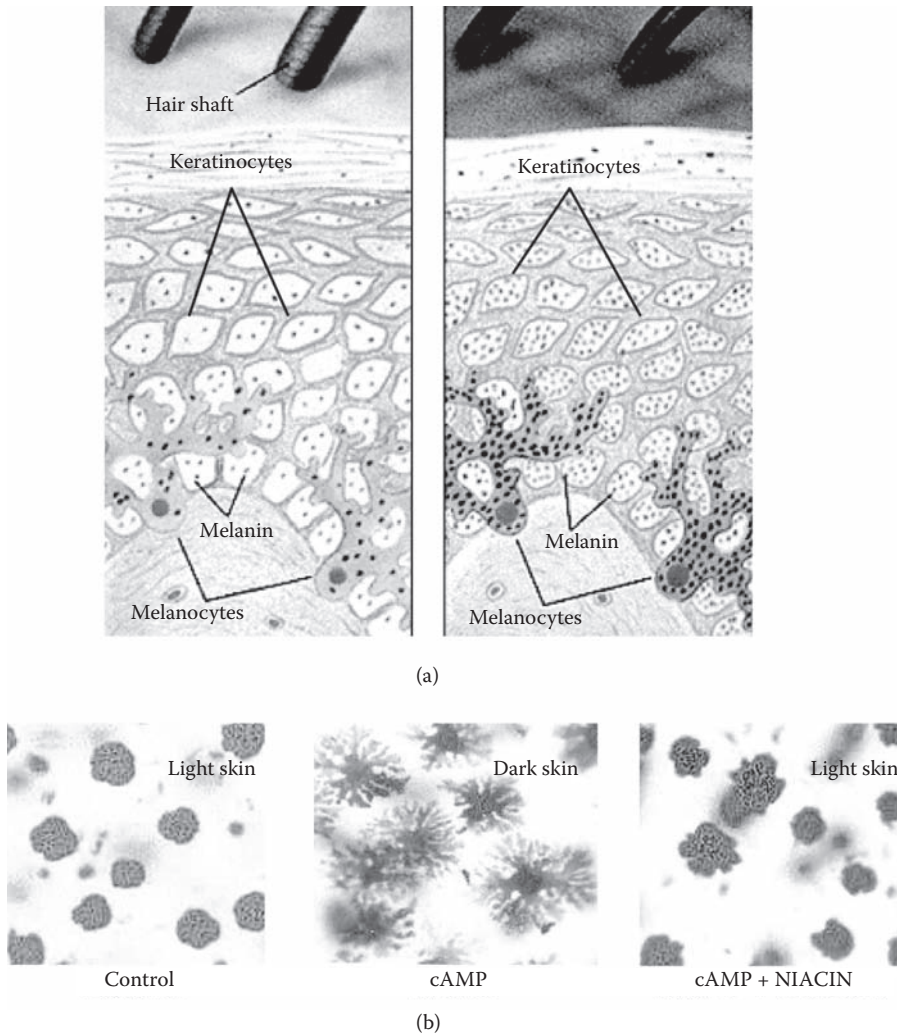 Hair shaft
Keratinocytes
Keratinocytes
Melanin
Melanin
Melanocytes
Melanocytes
(a)
Light skin
Dark skin
Light skin
Control
cAMP
cAMP + NIACIN
(b)